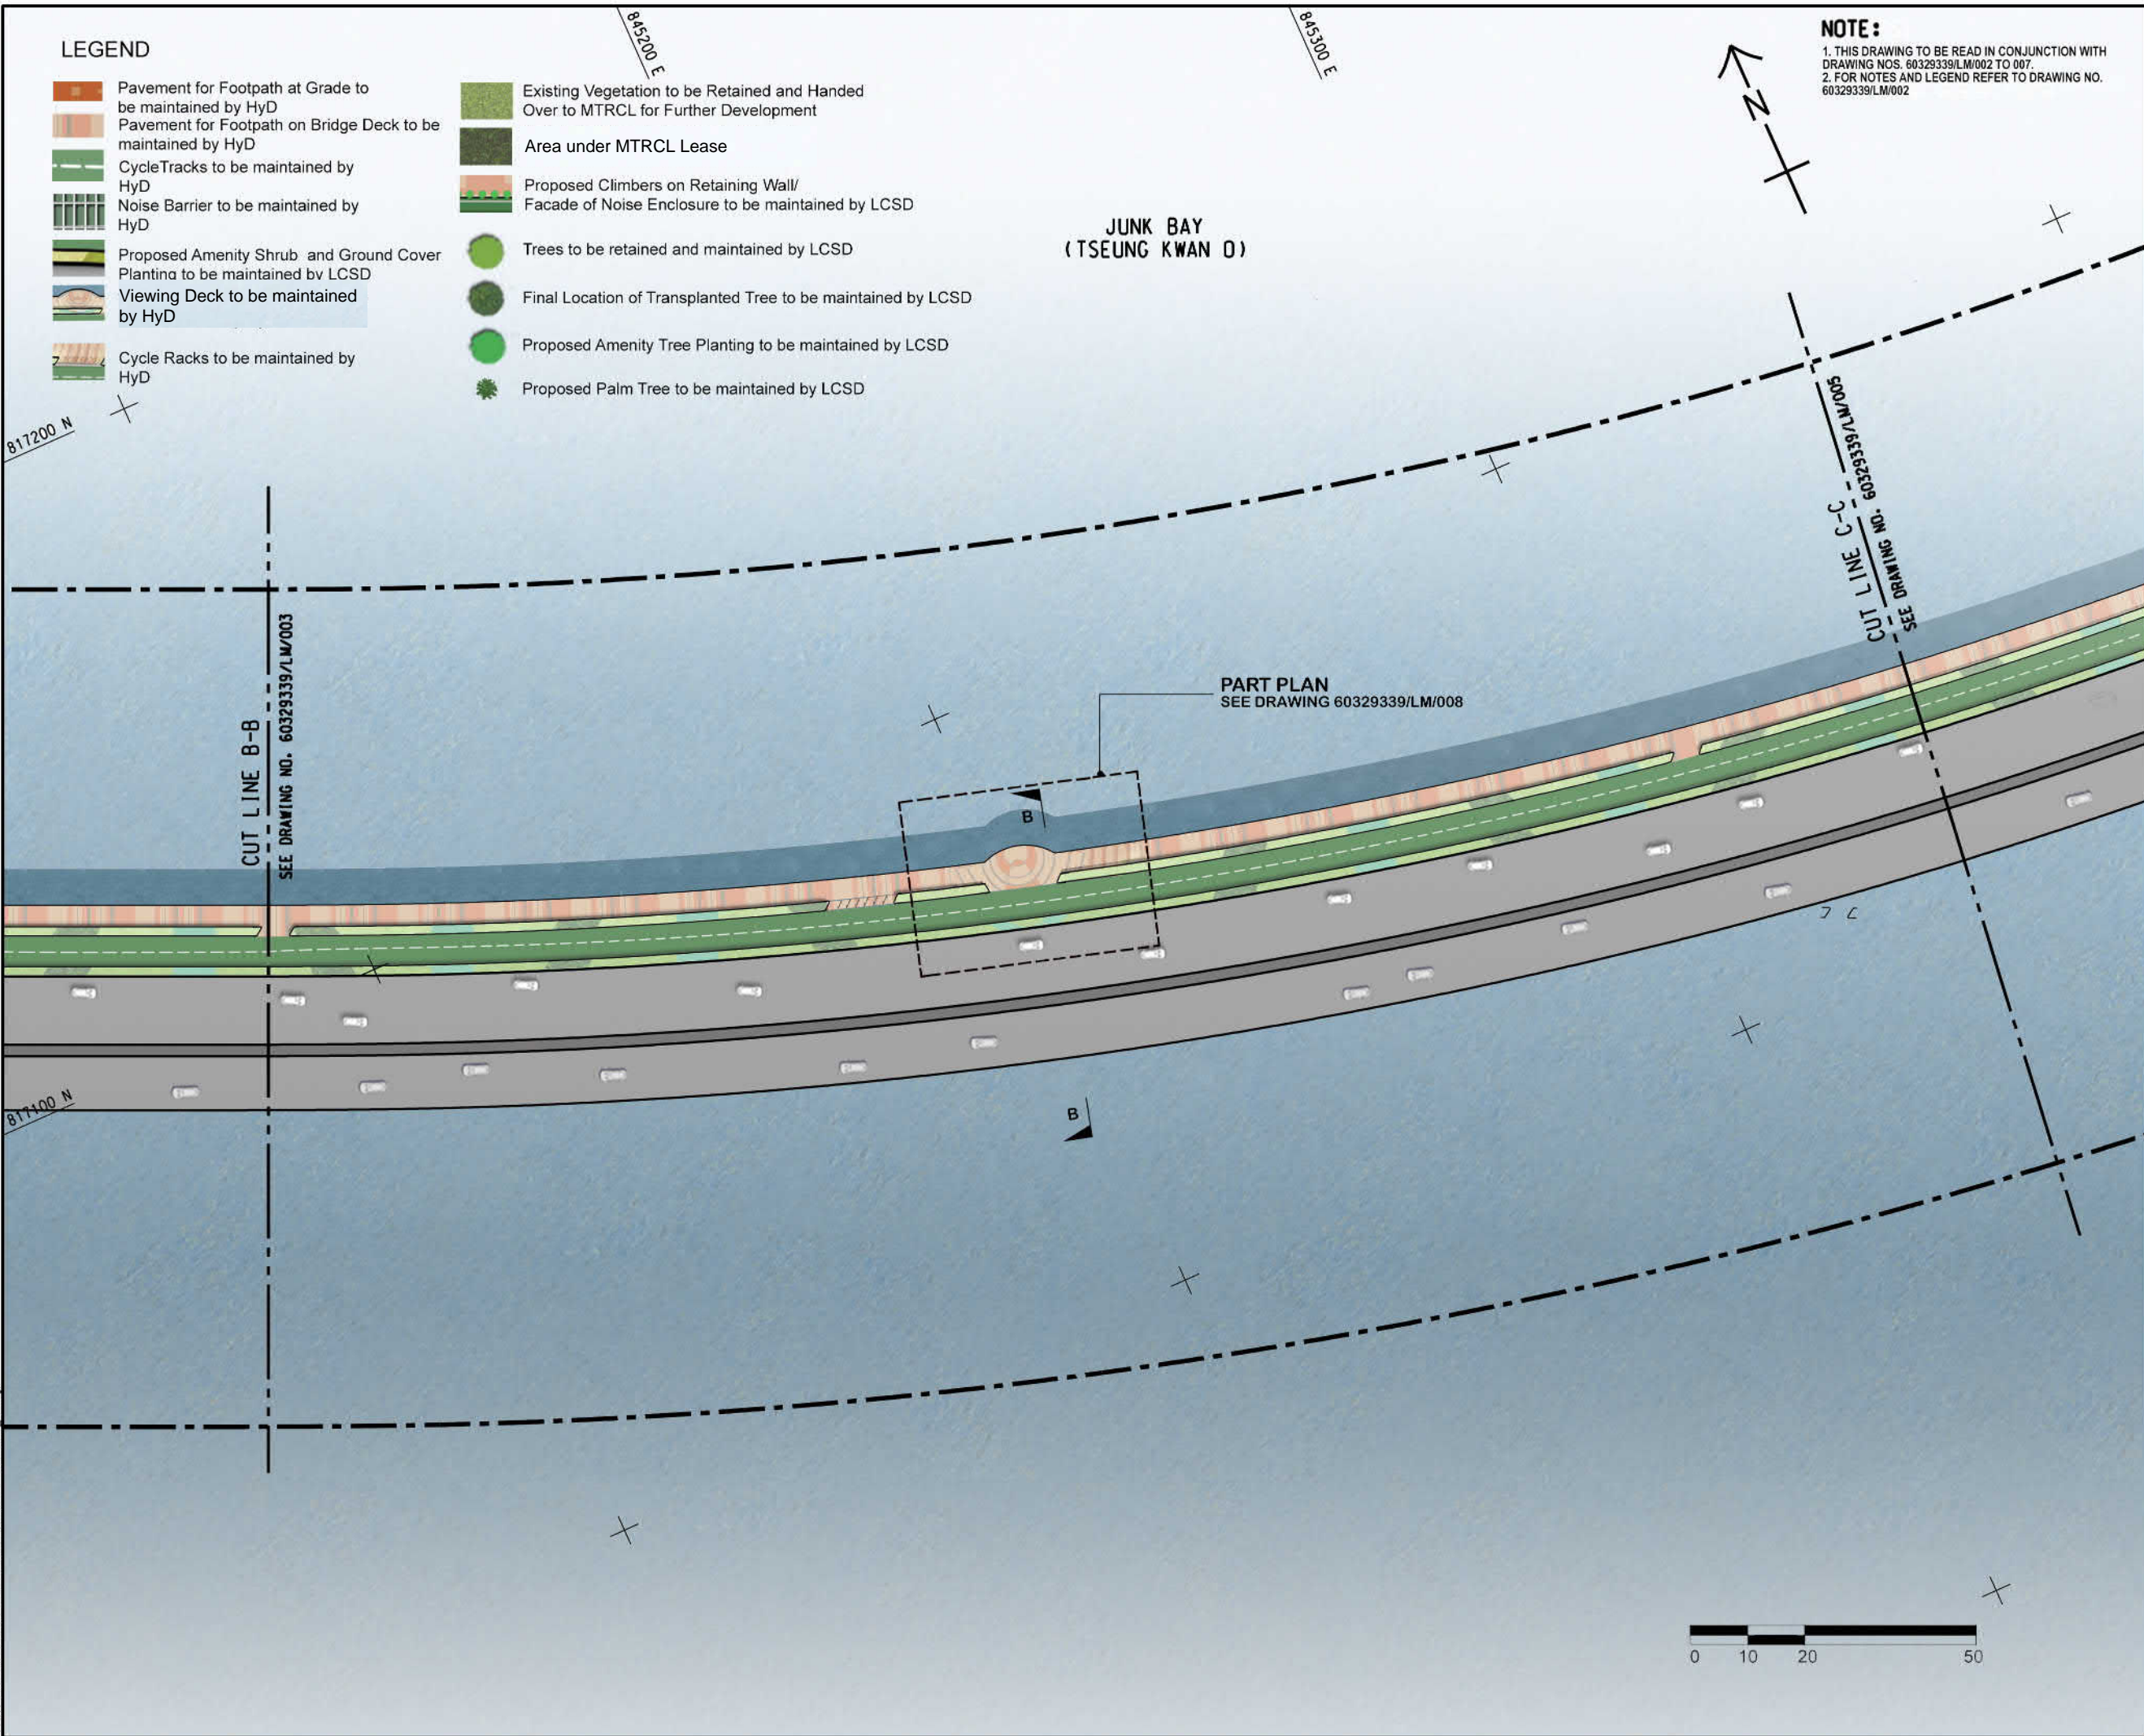 LEGEND
Pavement for Footpath at Grade to
be maintained by HyD
Pavement for Footpath on Bridge Deck to be
maintained by HyD
CycleTracks to be maintained by
HyD
Noise Barrier to be maintained by
HyD
Proposed Amenity Shrub and Ground Cover
Planting to be maintained by LCSD
Viewing Deck to be maintained
by HyD
Cycle Racks to be maintained by
HyD
Existing Vegetation to be Retained and Handed
Over to MTRCL for Further Development
Area under MTRCL Lease
Proposed Climbers on Retaining Wall/
Facade of Noise Enclosure to be maintained by LCSD
Trees to be retained and maintained by LCSD
Final Location of Transplanted Tree to be maintained by LCSD
Proposed Amenity Tree Planting to be maintained by LCSD
Proposed Palm Tree to be maintained by LCSD
845200 E
845300 E
N
NOTE:
1. THIS DRAWING TO BE READ IN CONJUNCTION WITH
DRAWING NOS. 60329339/LM/002 TO 007.
2. FOR NOTES AND LEGEND REFER TO DRAWING NO.
60329339/LM/002
JUNK BAY
(TSEUNG KWAN O)
817200 N
CUT LINE B-B
SEE DRAWING NO. 60329339/LM/003
PART PLAN
SEE DRAWING 60329339/LM/008
CUT LINE C-C
SEE DRAWING NO. 60329339/LM/005
B
B
817100 N
0 10 20 50